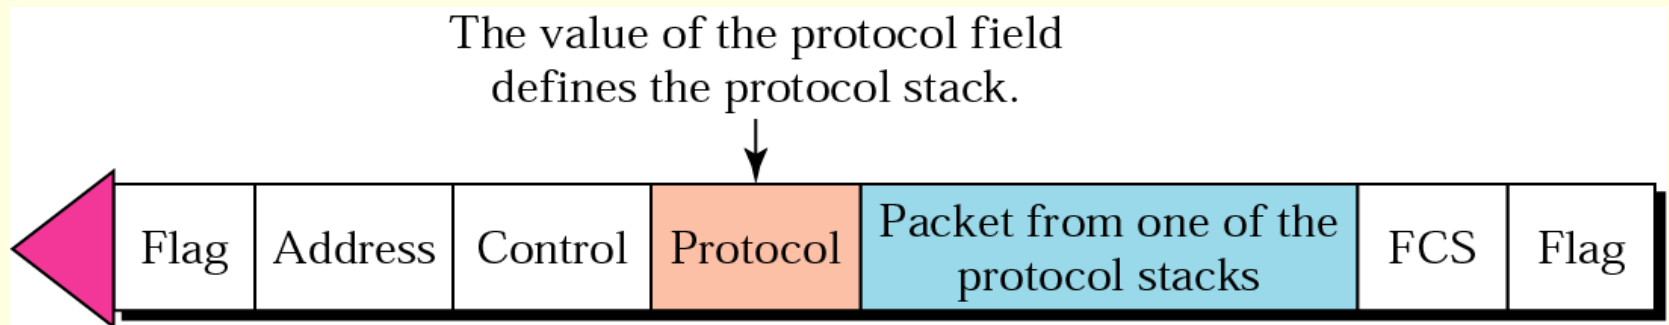 The value of the protocol field
defines the protocol stack.
Flag
Address
Control
Protocol
Packet from one of the
protocol stacks
FCS
Flag